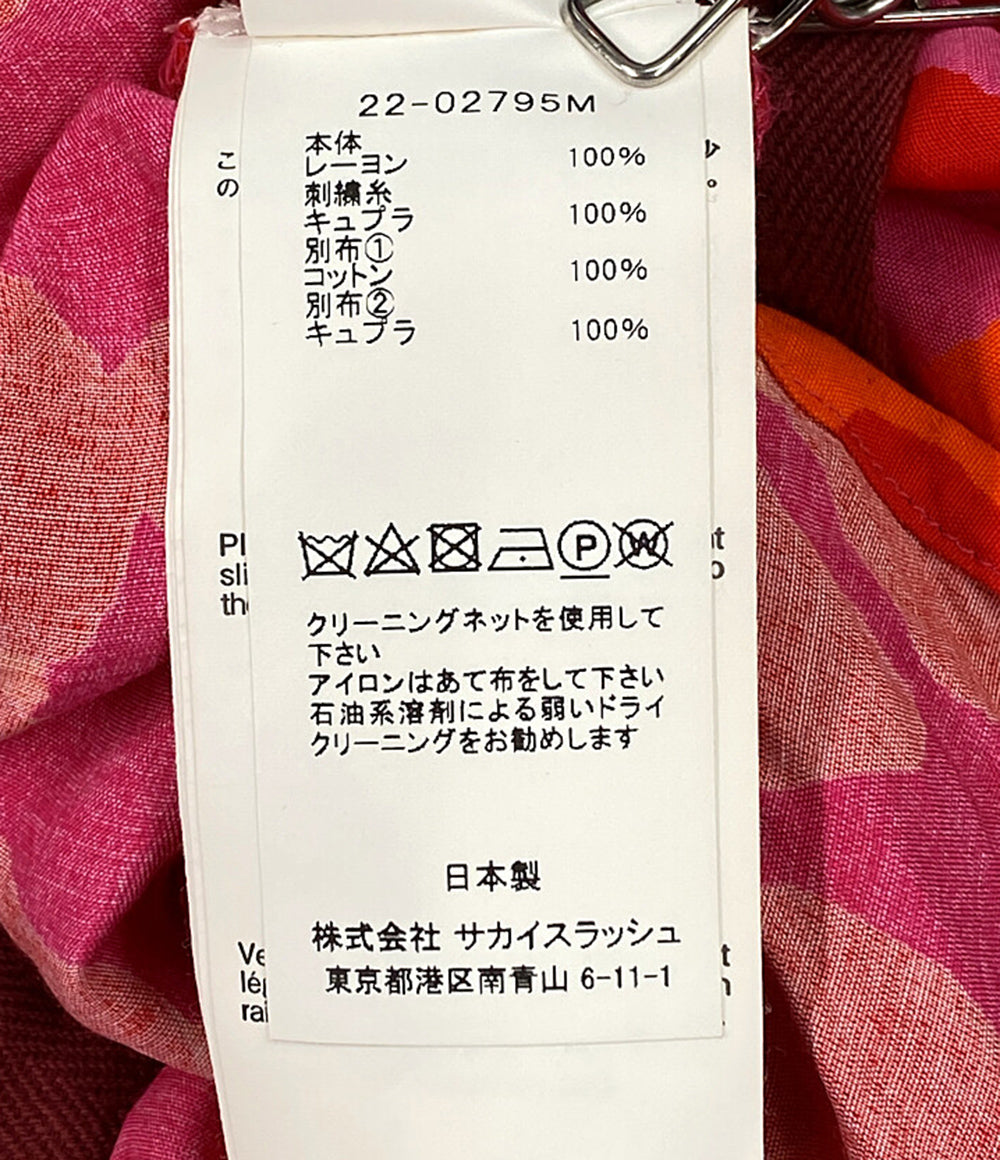 22-02795M
本体
レーヨン 100%
刺繍糸
キュプラ 100%
別布①
コットン 100%
別布②
キュプラ 100%
P W
クリーニングネットを使用して
下さい
アイロンはあて布をして下さい
石油系溶剤による弱いドライ
クリーニングをお勧めします
日本製
株式会社 サカイスラッシュ
東京都港区南青山 6-11-1